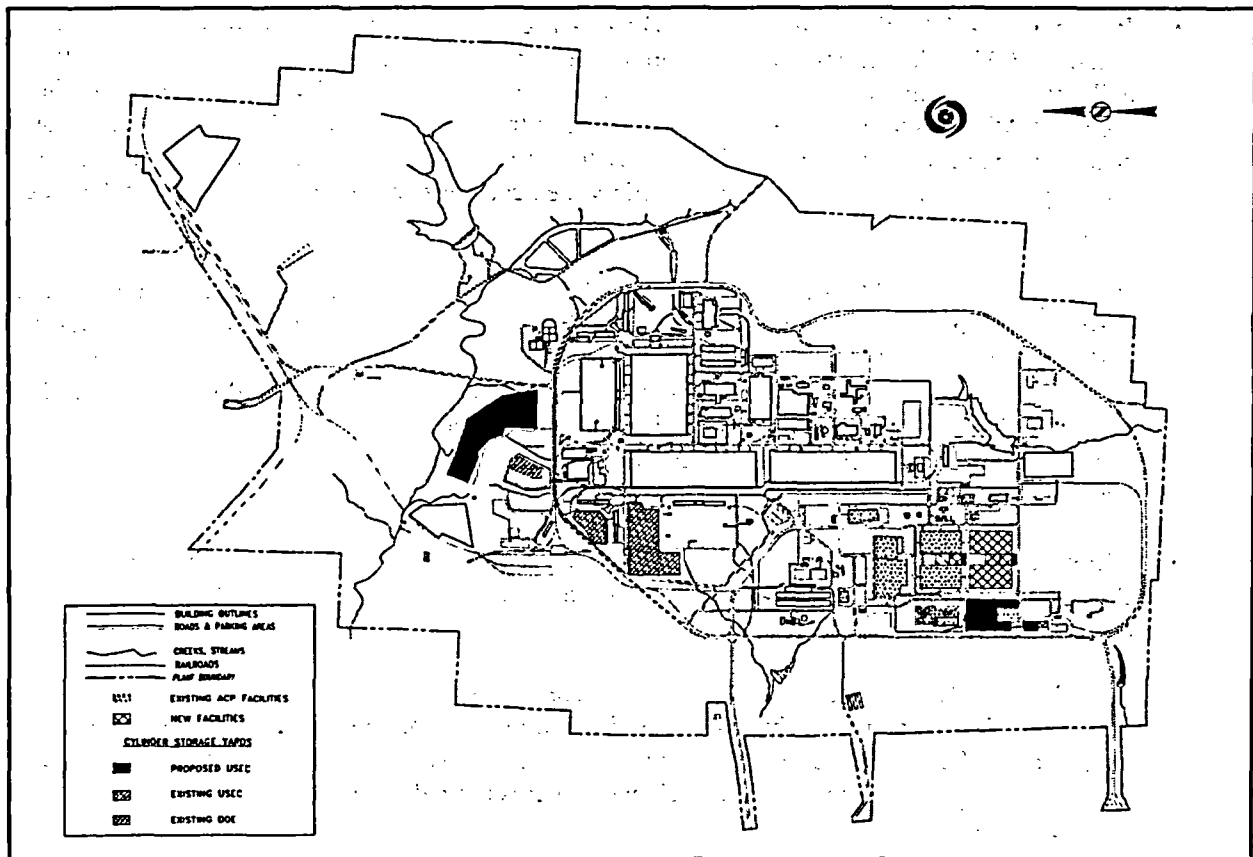 BUILDING OUTLINES
ROADS & PARKING AREAS
CREEKS, STREAMS
RAILROADS
PLANT BOUNDARY
EXISTING ACP FACILITIES
NEW FACILITIES
CYLINDER STORAGE YARDS
PROPOSED USEC
EXISTING USEC
EXISTING DOE